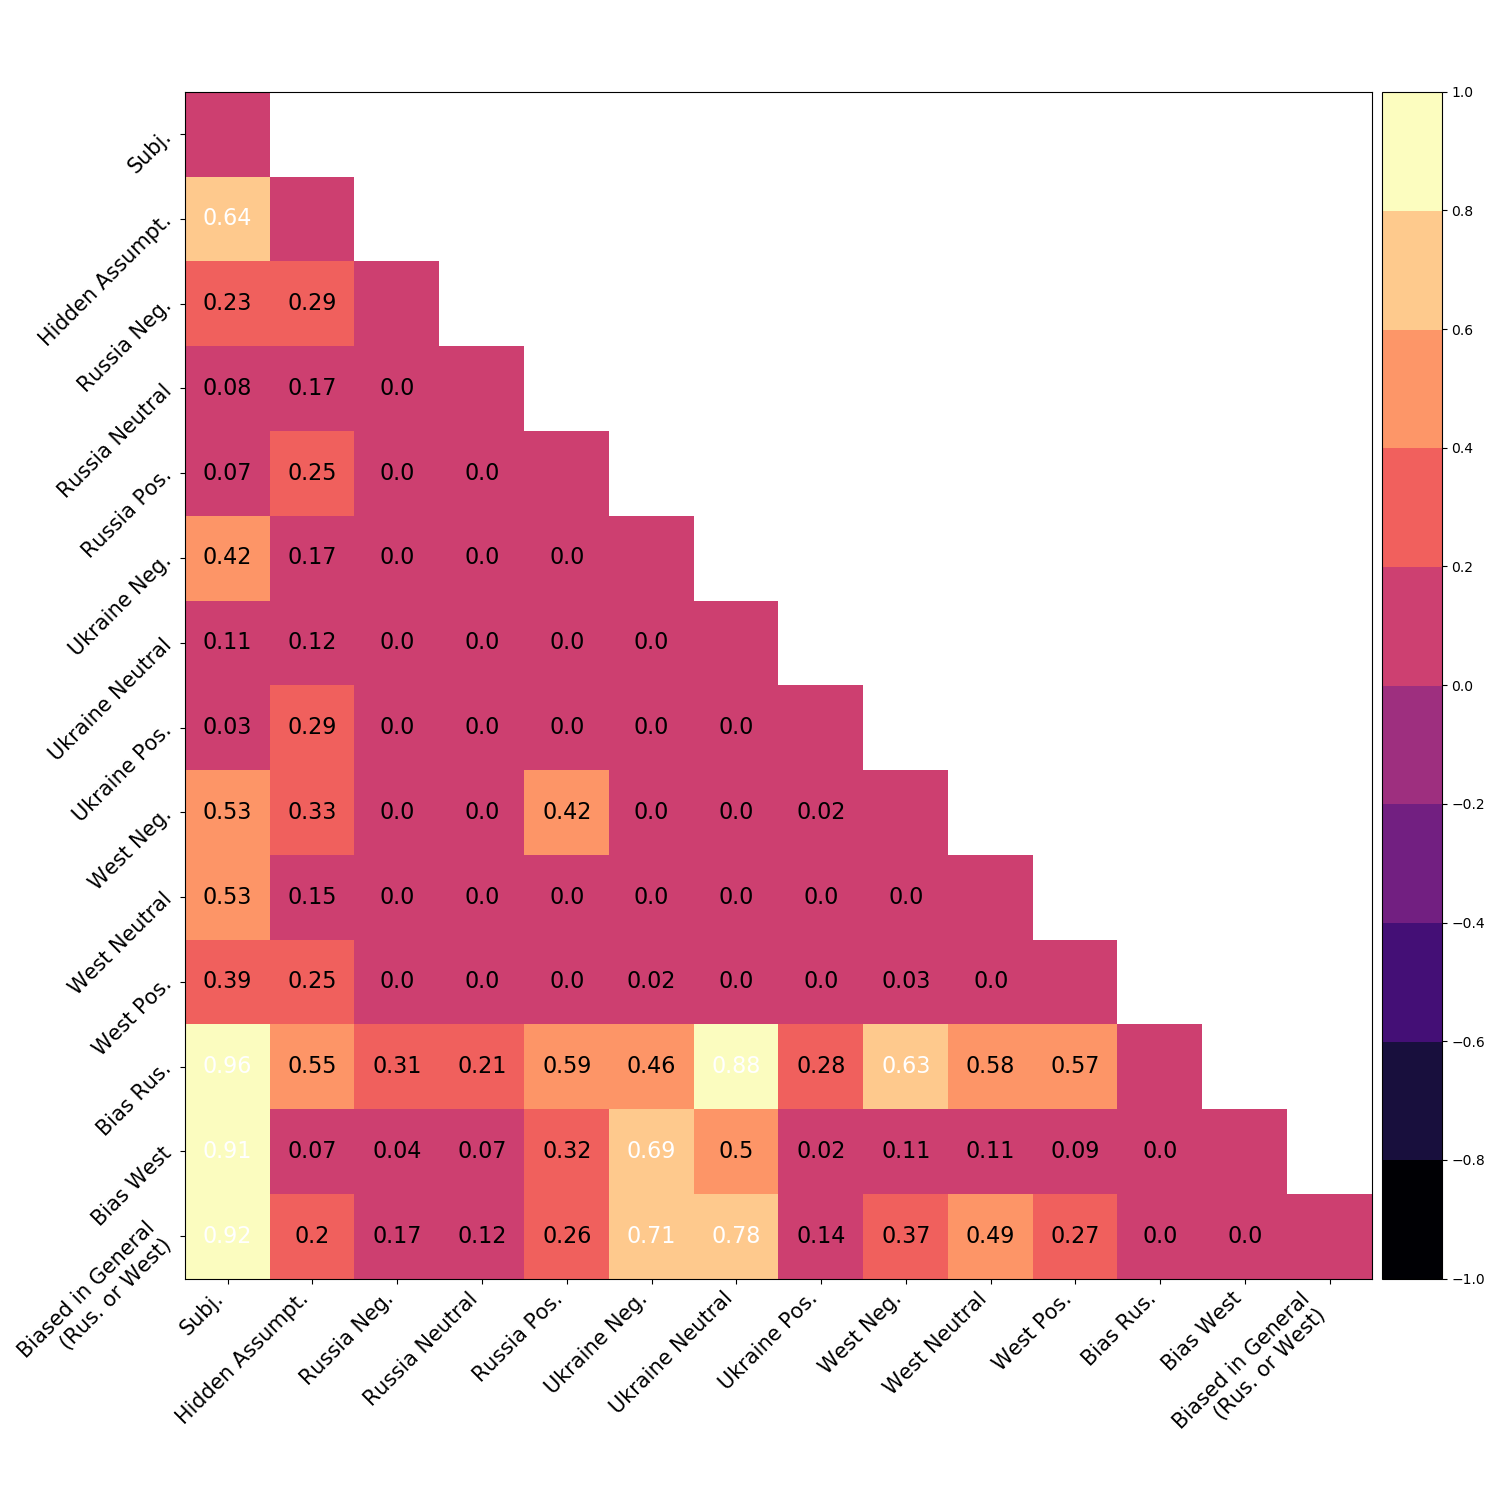 1.0
Subj.
0.8
Hidden Assumpt.
0.64
Russia Neg.
0.23 0.29
0.6
Russia Neutral
0.08 0.17 0.0
0.4
Russia Pos.
0.07 0.25 0.0 0.0
Ukraine Neg.
0.42 0.17 0.0 0.0 0.0
0.2
Ukraine Neutral
0.11 0.12 0.0 0.0 0.0 0.0
0.0
Ukraine Pos.
0.03 0.29 0.0 0.0 0.0 0.0 0.0
−0.2
West Neg.
0.53 0.33 0.0 0.0 0.42 0.0 0.0 0.02
West Neutral
0.53 0.15 0.0 0.0 0.0 0.0 0.0 0.0 0.0
−0.4
West Pos.
0.39 0.25 0.0 0.0 0.0 0.02 0.0 0.0 0.03 0.0
−0.6
Bias Rus.
0.96 0.55 0.31 0.21 0.59 0.46 0.88 0.28 0.63 0.58 0.57
Bias West
0.91 0.07 0.04 0.07 0.32 0.69 0.5 0.02 0.11 0.11 0.09 0.0
−0.8
Biased in General
(Rus. or West)
0.92 0.2 0.17 0.12 0.26 0.71 0.78 0.14 0.37 0.49 0.27 0.0 0.0
−1.0
Subj.
Hidden Assumpt.
Russia Neg.
Russia Neutral
Russia Pos.
Ukraine Neg.
Ukraine Neutral
Ukraine Pos.
West Neg.
West Neutral
West Pos.
Bias Rus.
Bias West
Biased in General
(Rus. or West)